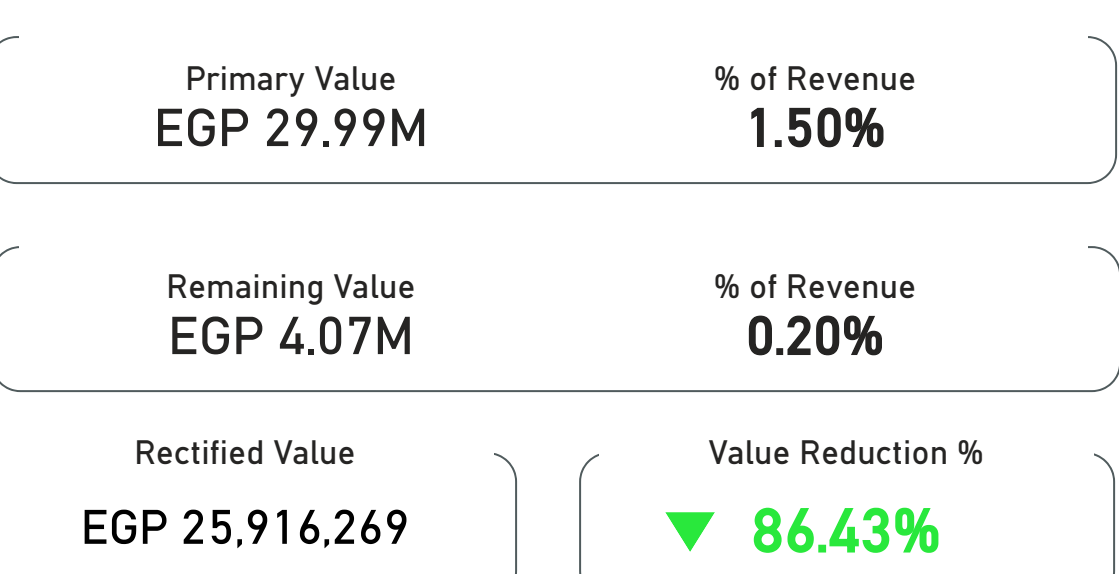 Primary Value
% of Revenue
EGP 29.99M
1.50%
Remaining Value
% of Revenue
EGP 4.07M
0.20%
Rectified Value
Value Reduction %
EGP 25,916,269
▼ 86.43%